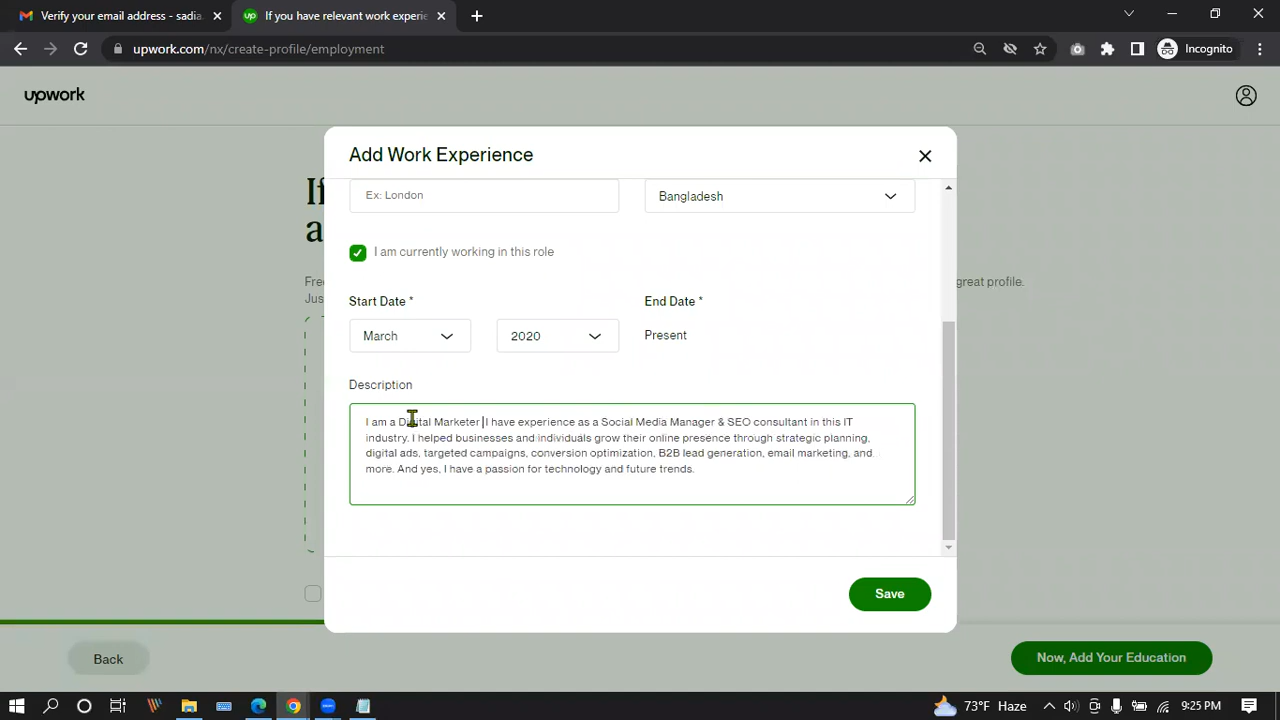 Verify your email address - sadia
If you have relevant work experie
upwork.com/nx/create-profile/employment
Incognito
upwork
Add Work Experience
If
a
Ex: London
Bangladesh
I am currently working in this role
Fre
great profile.
Jus
Start Date *
End Date *
March
2020
Present
Description
I am a Digital Marketer I have experience as a Social Media Manager & SEO consultant in this IT
industry. I helped businesses and individuals grow their online presence through strategic planning,
digital ads, targeted campaigns, conversion optimization, B2B lead generation, email marketing, and
more. And yes, I have a passion for technology and future trends.
Save
Back
Now, Add Your Education
73°F Haze
9:25 PM